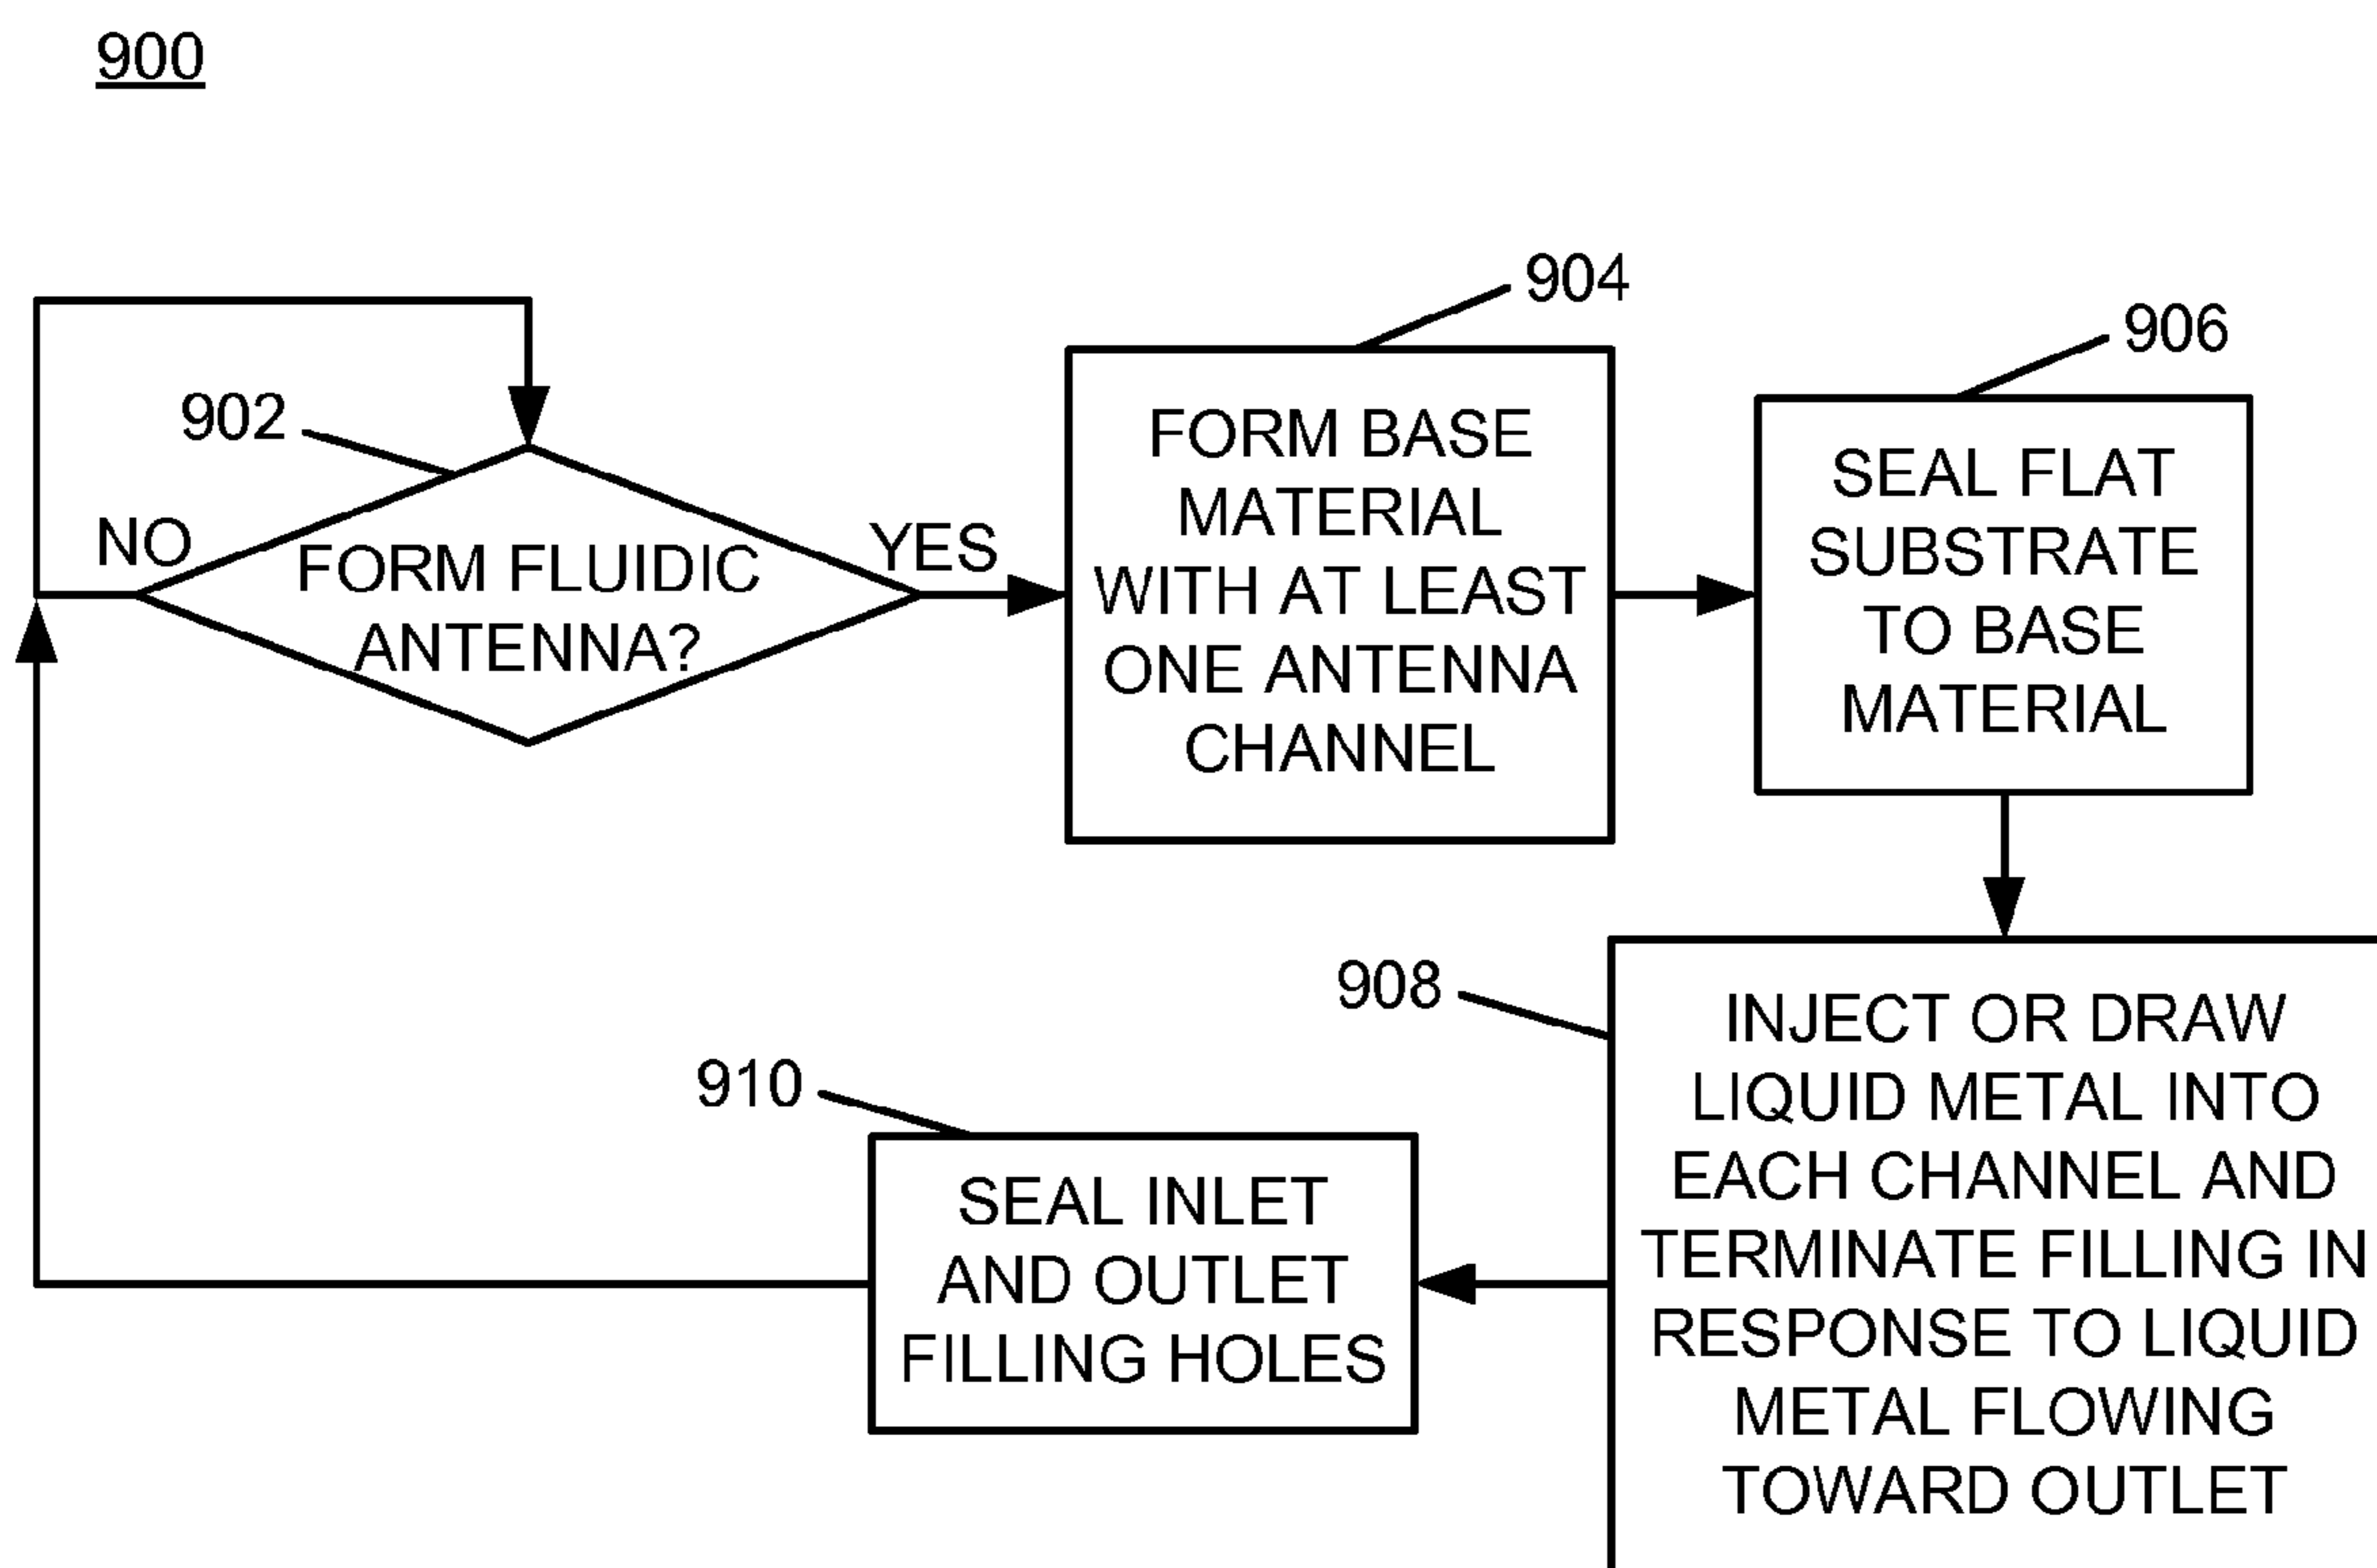 900
902
NO
FORM FLUIDIC
ANTENNA?
YES
904
FORM BASE
MATERIAL
WITH AT LEAST
ONE ANTENNA
CHANNEL
906
SEAL FLAT
SUBSTRATE
TO BASE
MATERIAL
908
INJECT OR DRAW
LIQUID METAL INTO
EACH CHANNEL AND
TERMINATE FILLING IN
RESPONSE TO LIQUID
METAL FLOWING
TOWARD OUTLET
910
SEAL INLET
AND OUTLET
FILLING HOLES